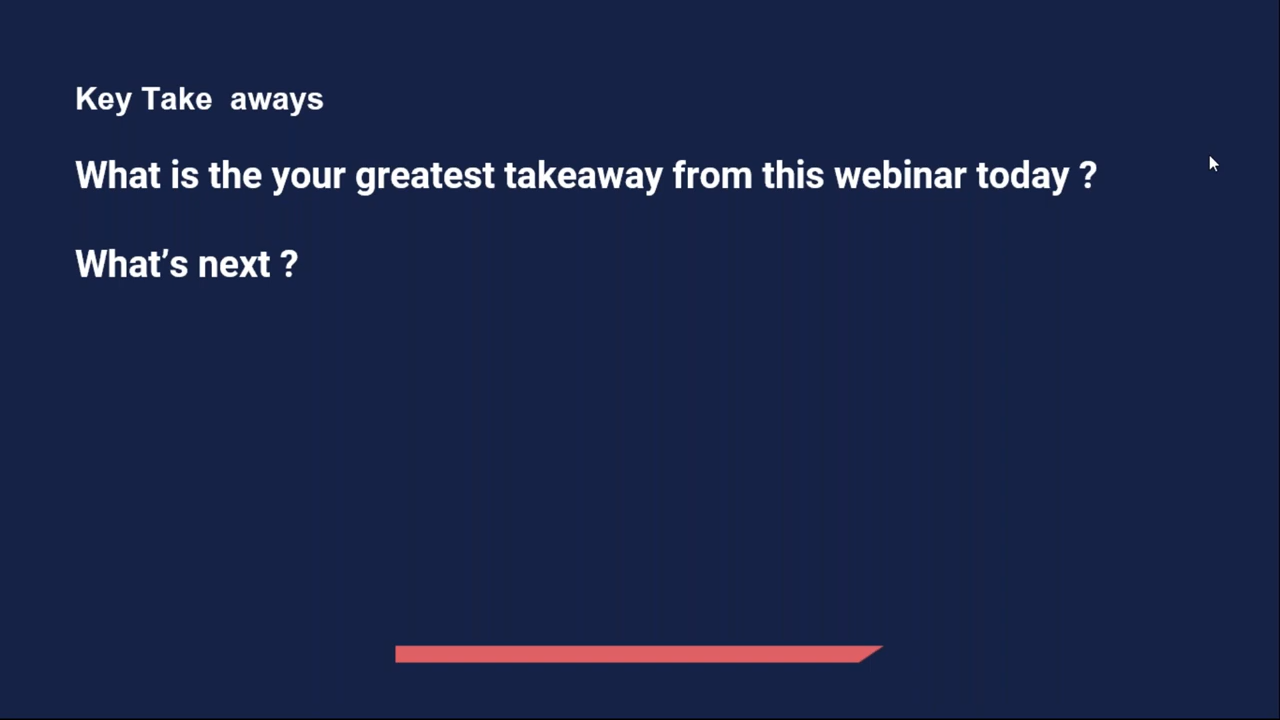 Key Take  aways
What is the your greatest takeaway from this webinar today ?
What’s next ?